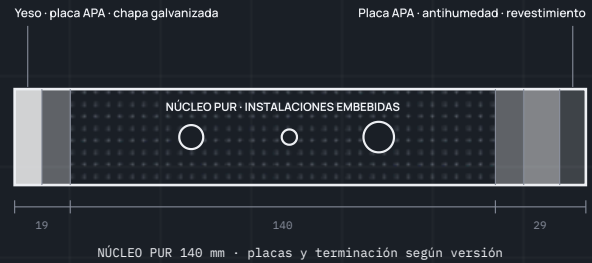 Yeso · placa APA · chapa galvanizada
Placa APA · antihumedad · revestimiento
NÚCLEO PUR · INSTALACIONES EMBEBIDAS
19
140
29
NÚCLEO PUR 140 mm · placas y terminación según versión